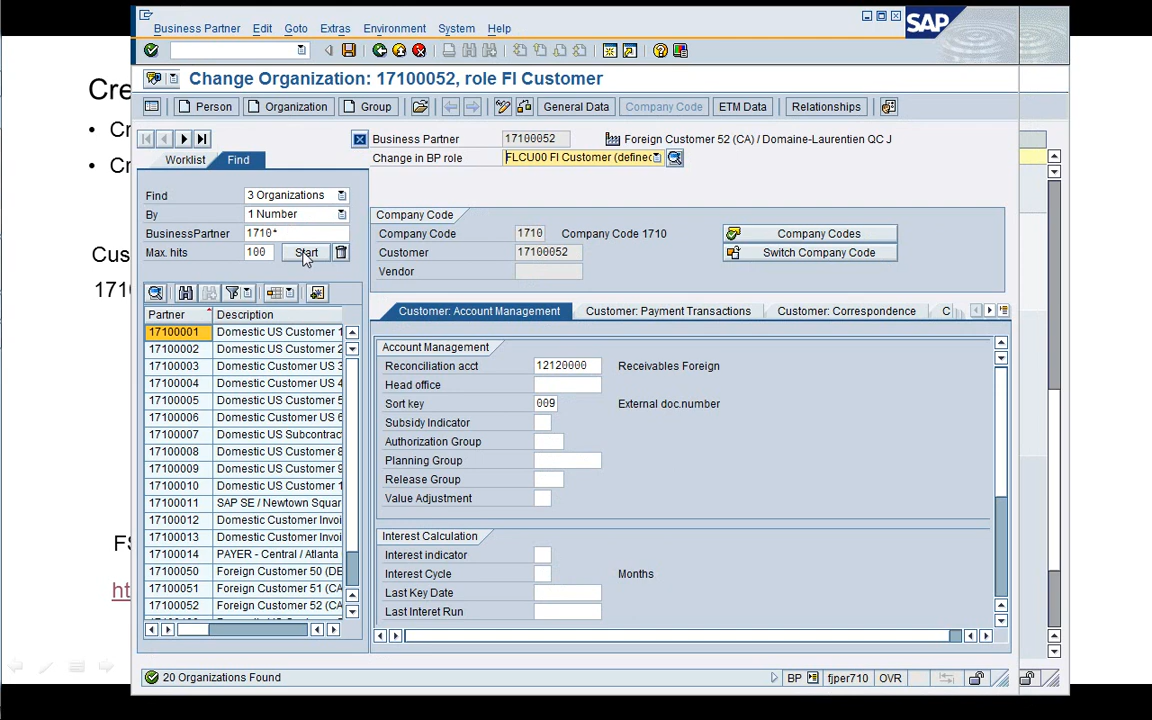 Business Partner Edit Goto Extras Environment System Help
SAP
Change Organization: 17100052, role FI Customer
Person Organization Group General Data Company Code ETM Data Relationships
Cre
• Cr
• Cr
Cus
1710
FS
ht
Worklist Find
Find 3 Organizations
By 1 Number
BusinessPartner 1710*
Max. hits 100 Start
Partner Description
17100001 Domestic US Customer 1
17100002 Domestic US Customer 2
17100003 Domestic US Customer 3
17100004 Domestic US Customer 4
17100005 Domestic US Customer 5
17100006 Domestic Customer US 6
17100007 Domestic US Subcontrac
17100008 Domestic US Customer 8
17100009 Domestic US Customer 9
17100010 Domestic US Customer 1
17100011 SAP SE / Newtown Squar
17100012 Domestic Customer Invoi
17100013 Domestic Customer Invoi
17100014 PAYER - Central / Atlanta
17100050 Foreign Customer 50 (DE
17100051 Foreign Customer 51 (CA
17100052 Foreign Customer 52 (CA
Business Partner 17100052 Foreign Customer 52 (CA) / Domaine-Laurentien QC J
Change in BP role FLCU00 FI Customer (defined
Company Code
Company Code 1710 Company Code 1710 Company Codes
Customer 17100052 Switch Company Code
Vendor
Customer: Account Management Customer: Payment Transactions Customer: Correspondence C
Account Management
Reconciliation acct 12120000 Receivables Foreign
Head office
Sort key 009 External doc.number
Subsidy Indicator
Authorization Group
Planning Group
Release Group
Value Adjustment
Interest Calculation
Interest indicator
Interest Cycle Months
Last Key Date
Last Interet Run
20 Organizations Found BP fjper710 OVR